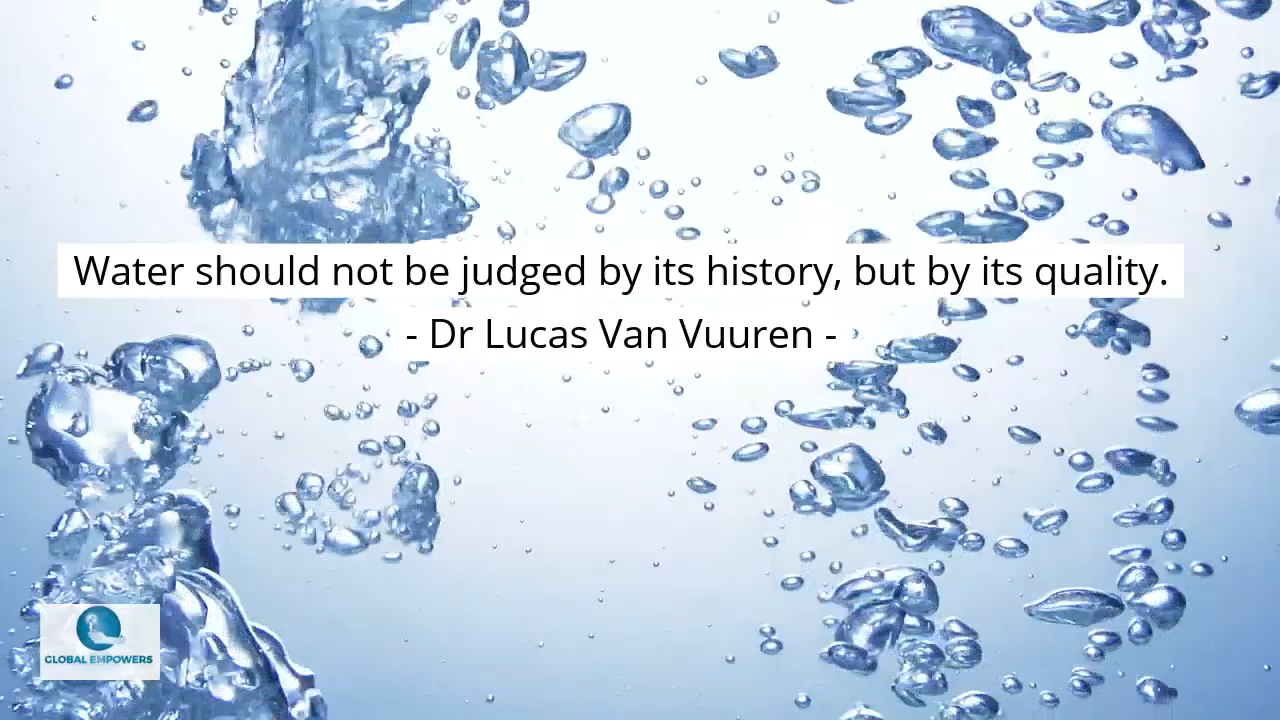 Water should not be judged by its history, but by its quality.
- Dr Lucas Van Vuuren -
GLOBAL EMPOWERS